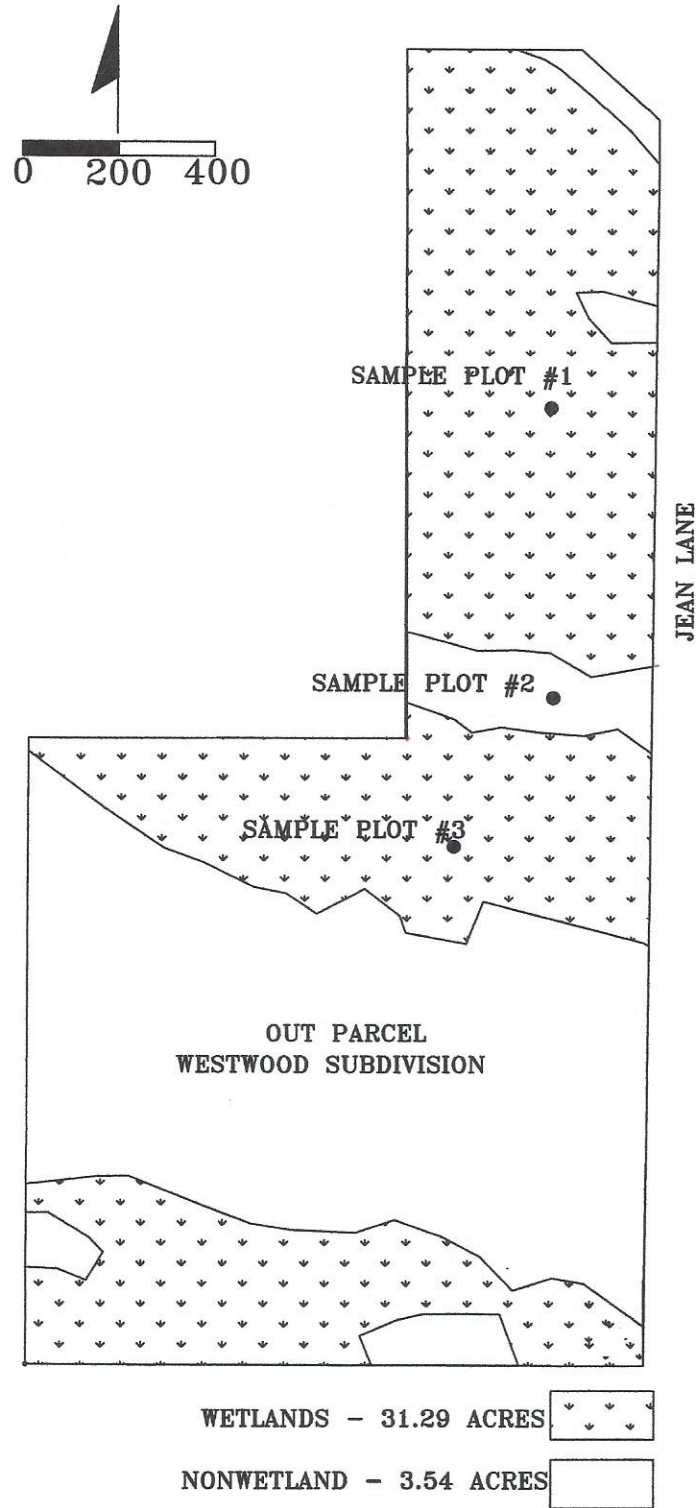 0 200 400
SAMPLE PLOT #1
JEAN LANE
SAMPLE PLOT #2
SAMPLE PLOT #3
OUT PARCEL
WESTWOOD SUBDIVISION
WETLANDS - 31.29 ACRES
NONWETLAND - 3.54 ACRES